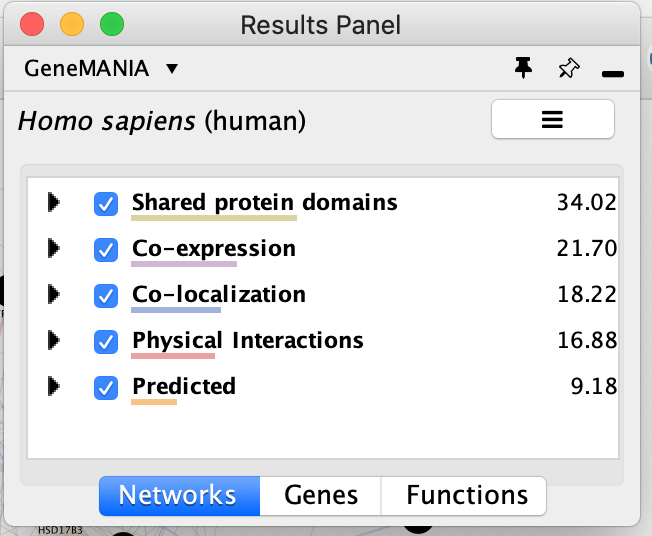 Results Panel
GeneMANIA
Homo sapiens (human)
Shared protein domains 34.02
Co-expression 21.70
Co-localization 18.22
Physical Interactions 16.88
Predicted 9.18
Networks Genes Functions
HSD17B3